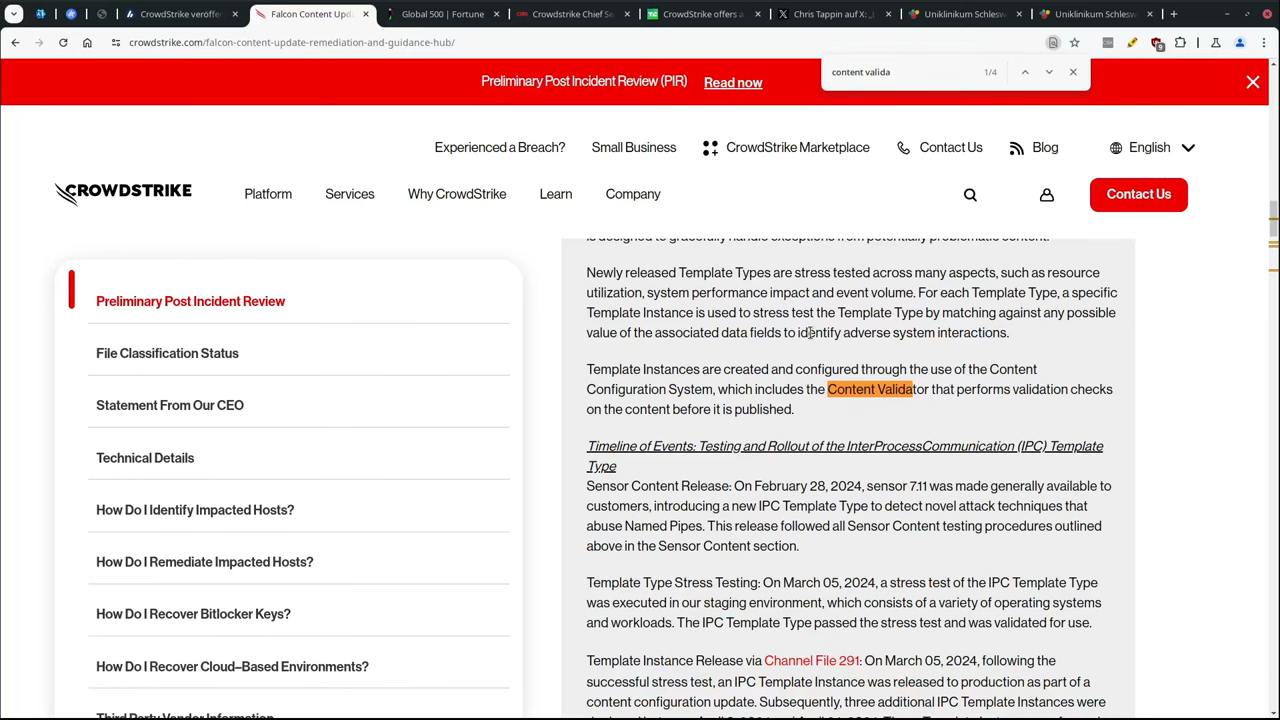 CrowdStrike veröffe
Falcon Content Upda
Global 500 | Fortune
Crowdstrike Chief Se
CrowdStrike offers a
Chris Tappin auf X:
Uniklinikum Schlesw
Uniklinikum Schlesw
crowdstrike.com/falcon-content-update-remediation-and-guidance-hub/
content valida
1/4
Preliminary Post Incident Review (PIR) Read now
Experienced a Breach?
Small Business
CrowdStrike Marketplace
Contact Us
Blog
English
CROWDSTRIKE
Platform
Services
Why CrowdStrike
Learn
Company
Contact Us
Preliminary Post Incident Review
File Classification Status
Statement From Our CEO
Technical Details
How Do I Identify Impacted Hosts?
How Do I Remediate Impacted Hosts?
How Do I Recover Bitlocker Keys?
How Do I Recover Cloud-Based Environments?
Third Party Vendor Information
is designed to gracefully handle exceptions from potentially problematic content.
Newly released Template Types are stress tested across many aspects, such as resource
utilization, system performance impact and event volume. For each Template Type, a specific
Template Instance is used to stress test the Template Type by matching against any possible
value of the associated data fields to identify adverse system interactions.
Template Instances are created and configured through the use of the Content
Configuration System, which includes the Content Validator that performs validation checks
on the content before it is published.
Timeline of Events: Testing and Rollout of the InterProcessCommunication (IPC) Template
Type
Sensor Content Release: On February 28, 2024, sensor 7.11 was made generally available to
customers, introducing a new IPC Template Type to detect novel attack techniques that
abuse Named Pipes. This release followed all Sensor Content testing procedures outlined
above in the Sensor Content section.
Template Type Stress Testing: On March 05, 2024, a stress test of the IPC Template Type
was executed in our staging environment, which consists of a variety of operating systems
and workloads. The IPC Template Type passed the stress test and was validated for use.
Template Instance Release via Channel File 291: On March 05, 2024, following the
successful stress test, an IPC Template Instance was released to production as part of a
content configuration update. Subsequently, three additional IPC Template Instances were